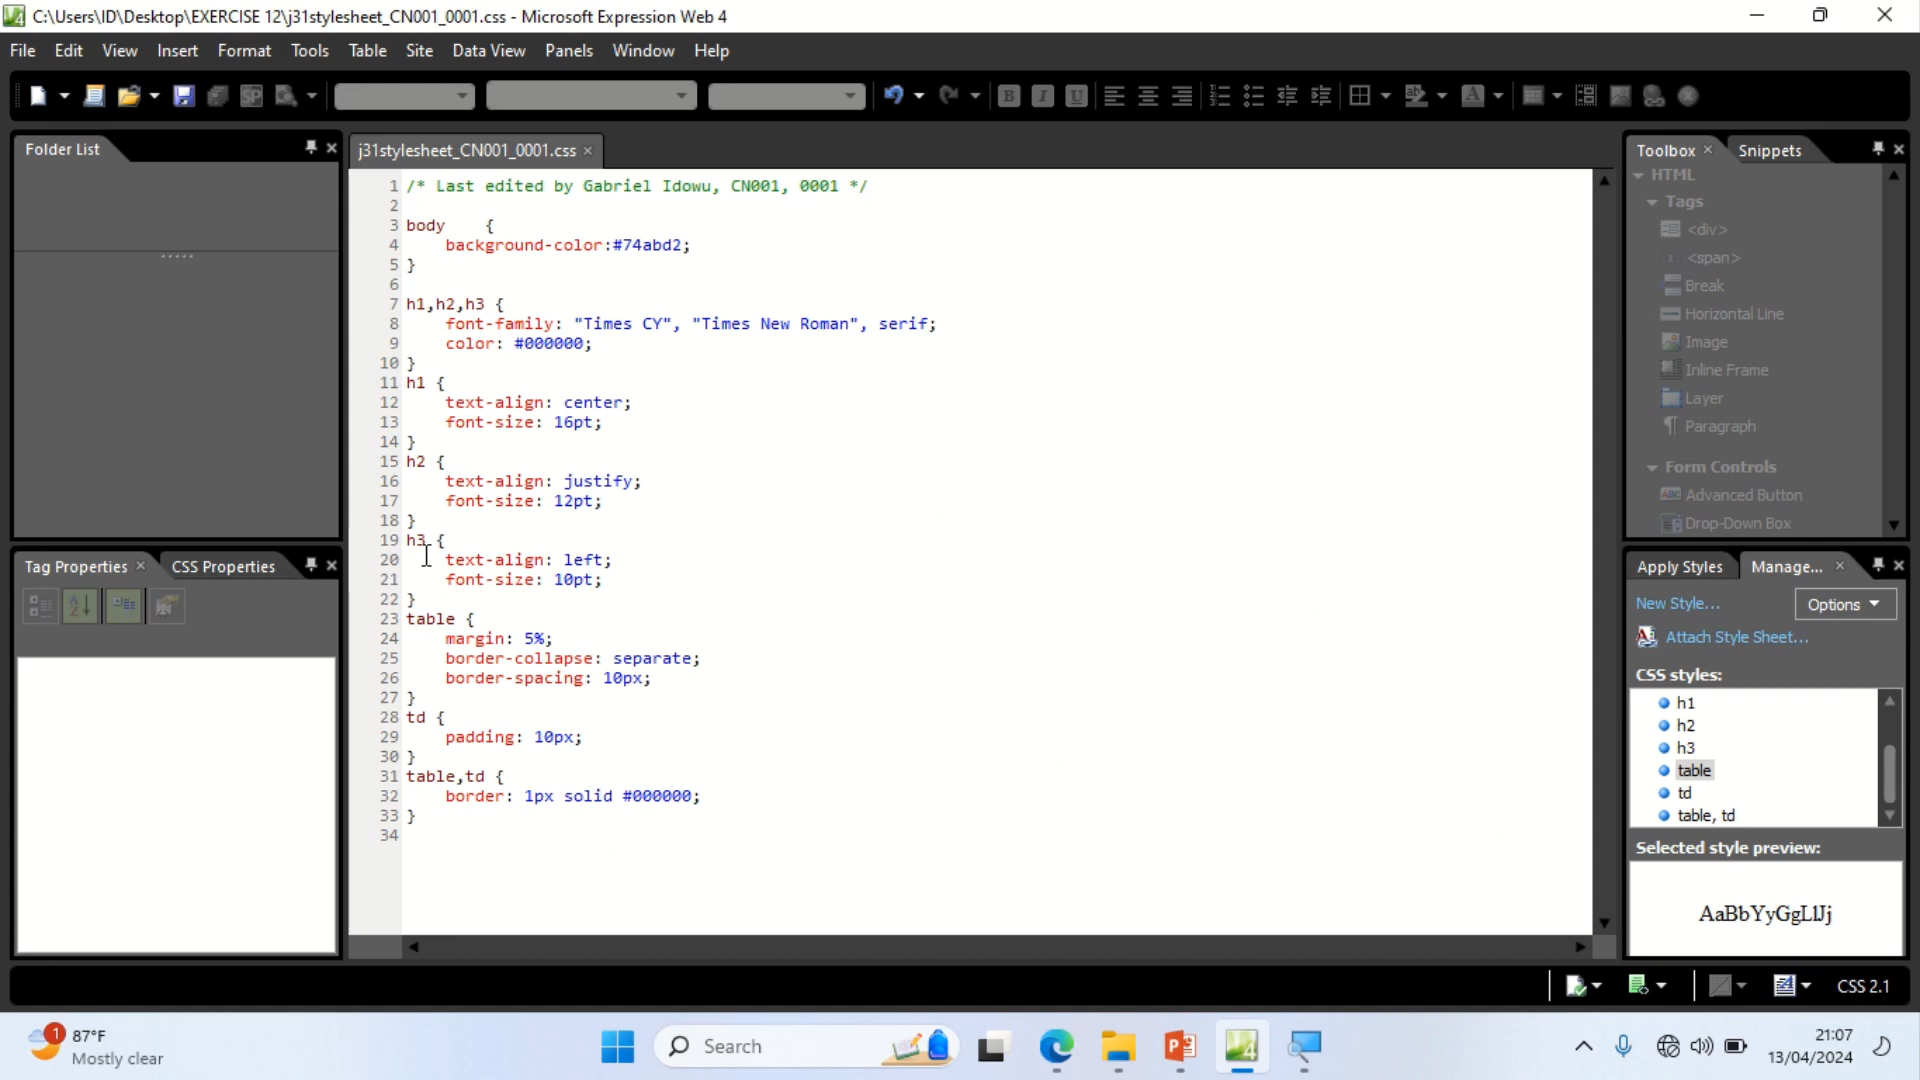 C:\Users\ID\Desktop\EXERCISE 12\j31stylesheet_CN001_0001.css - Microsoft Expression Web 4
File Edit View Insert Format Tools Table Site Data View Panels Window Help
Folder List
j31stylesheet_CN001_0001.css
1 /* Last edited by Gabriel Idowu, CN001, 0001 */
2
3 body {
4 background-color:#74abd2;
5 }
6
7 h1,h2,h3 {
8 font-family: "Times CY", "Times New Roman", serif;
9 color: #000000;
10 }
11 h1 {
12 text-align: center;
13 font-size: 16pt;
14 }
15 h2 {
16 text-align: justify;
17 font-size: 12pt;
18 }
19 h3 {
20 text-align: left;
21 font-size: 10pt;
22 }
23 table {
24 margin: 5%;
25 border-collapse: separate;
26 border-spacing: 10px;
27 }
28 td {
29 padding: 10px;
30 }
31 table,td {
32 border: 1px solid #000000;
33 }
34
Toolbox Snippets
HTML
Tags
<div>
<span>
Break
Horizontal Line
Image
Inline Frame
Layer
Paragraph
Form Controls
Advanced Button
Drop-Down Box
Tag Properties CSS Properties
Apply Styles Manage...
New Style... Options
Attach Style Sheet...
CSS styles:
h1
h2
h3
table
td
table, td
Selected style preview:
AaBbYyGgLlJj
CSS 2.1
1
87°F
Mostly clear
Search
21:07
13/04/2024